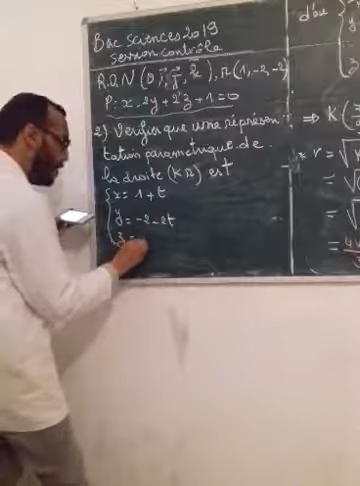 Bac Sciences 2019
session contrôle
R.O.N (O, i, j, k), Ω(1, -2, -2)
P: x - 2y + 2z + 1 = 0
2) Vérifier que une représen
tation paramétrique de
la droite (KΩ) est
{ x = 1 + t
y = -2 - 2t
z =
d'où
⇒ K(
* r = √
= √
= √